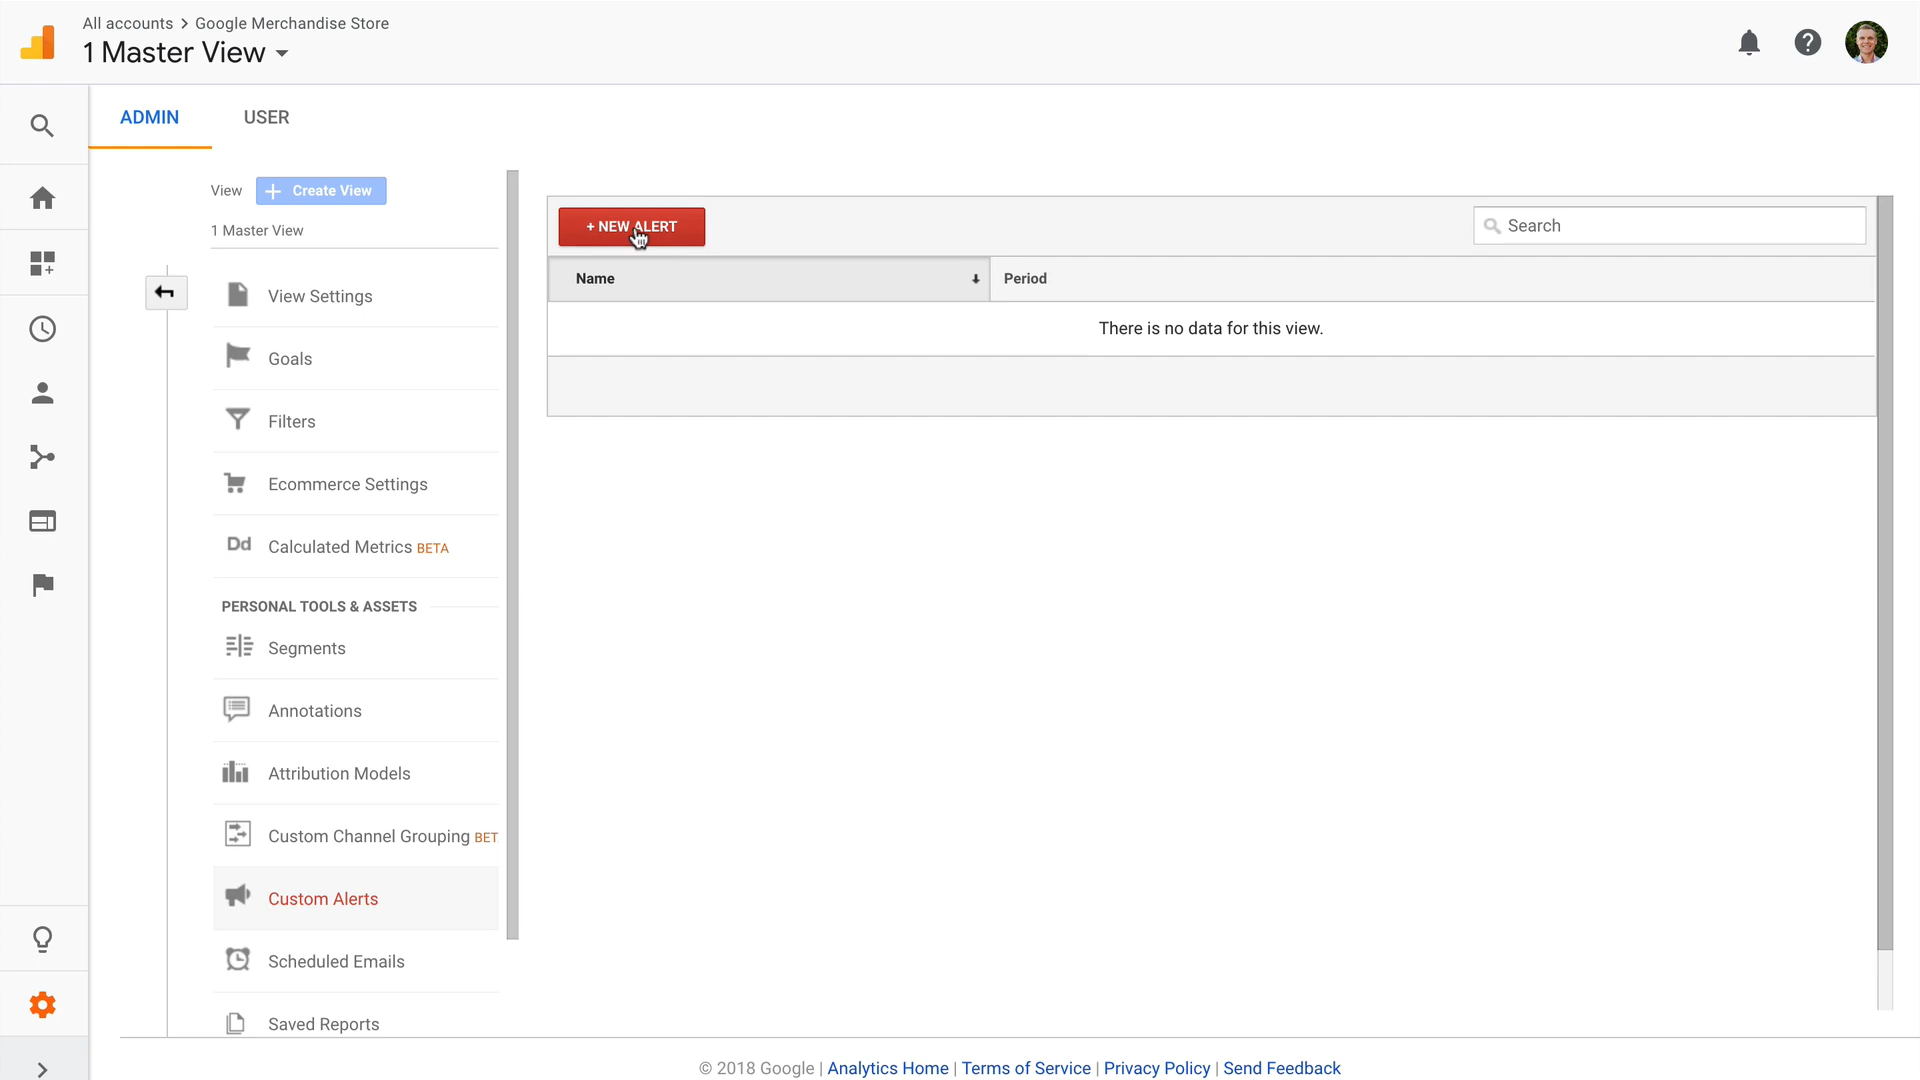 All accounts > Google Merchandise Store
1 Master View
ADMIN
USER
View
+ Create View
1 Master View
View Settings
Goals
Filters
Ecommerce Settings
Dd Calculated Metrics BETA
PERSONAL TOOLS & ASSETS
Segments
Annotations
Attribution Models
Custom Channel Grouping BET
Custom Alerts
Scheduled Emails
Saved Reports
+ NEW ALERT
Search
Name
Period
There is no data for this view.
© 2018 Google | Analytics Home | Terms of Service | Privacy Policy | Send Feedback